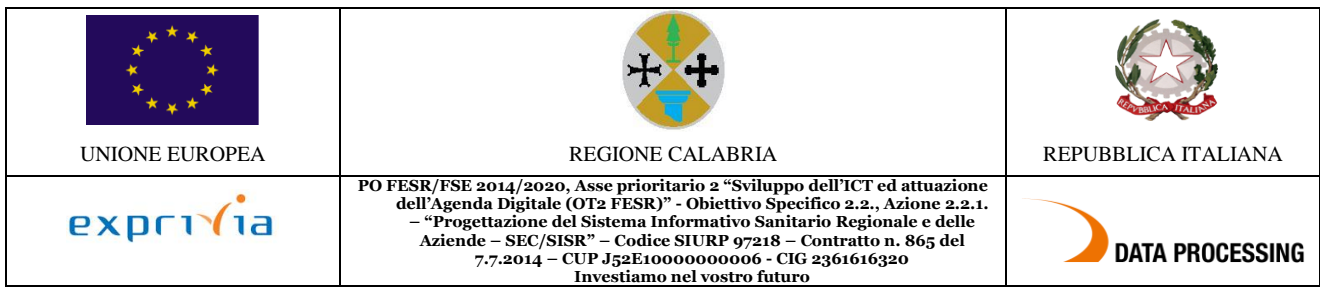 REPVBBLICA ITALIANA
UNIONE EUROPEA
REGIONE CALABRIA
REPUBBLICA ITALIANA
exprivia
PO FESR/FSE 2014/2020, Asse prioritario 2 “Sviluppo dell’ICT ed attuazione
dell’Agenda Digitale (OT2 FESR)” - Obiettivo Specifico 2.2., Azione 2.2.1.
– “Progettazione del Sistema Informativo Sanitario Regionale e delle
Aziende – SEC/SISR” – Codice SIURP 97218 – Contratto n. 865 del
7.7.2014 – CUP J52E10000000006 - CIG 2361616320
Investiamo nel vostro futuro
DATA PROCESSING